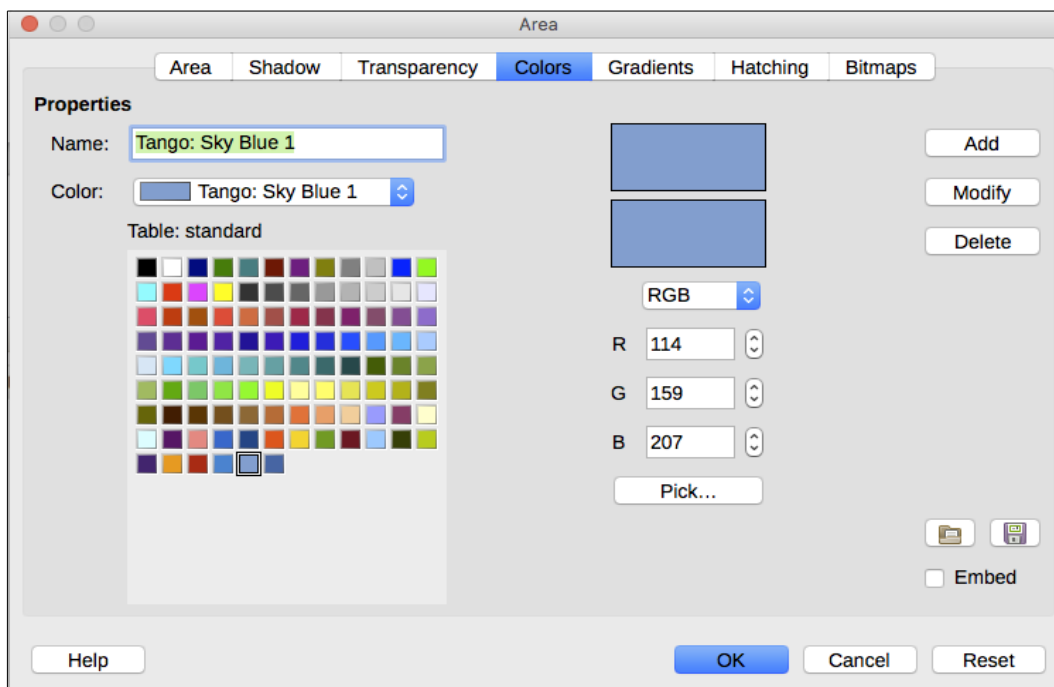 Area
Area Shadow Transparency Colors Gradients Hatching Bitmaps
Properties
Name: Tango: Sky Blue 1
Color: Tango: Sky Blue 1
Table: standard
Add
Modify
Delete
RGB
R 114
G 159
B 207
Pick...
Embed
Help OK Cancel Reset